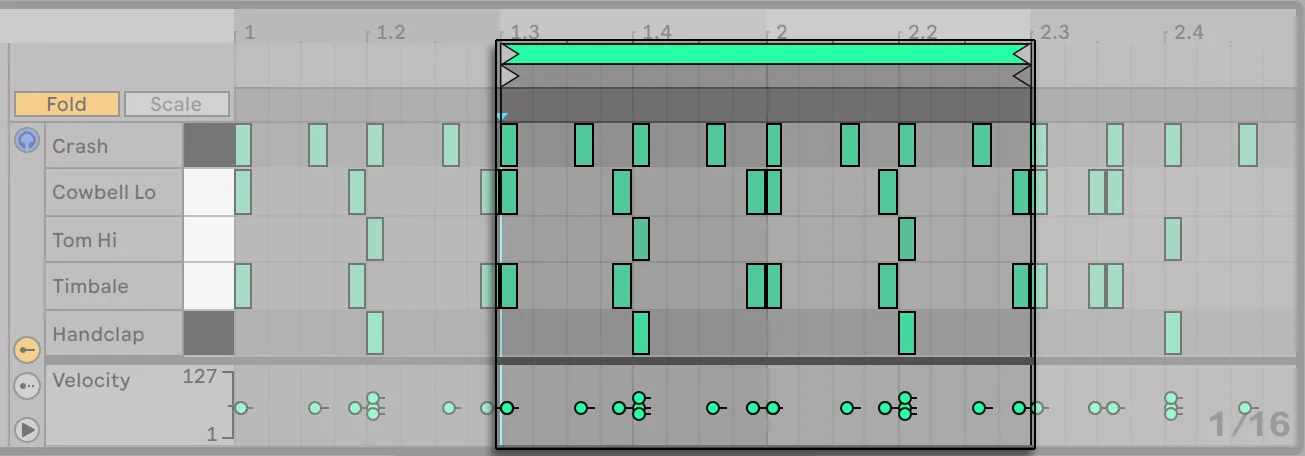 1 1.2 1.3 1.4 2 2.2 2.3 2.4
Fold Scale
Crash
Cowbell Lo
Tom Hi
Timbale
Handclap
Velocity 127
1
1/16